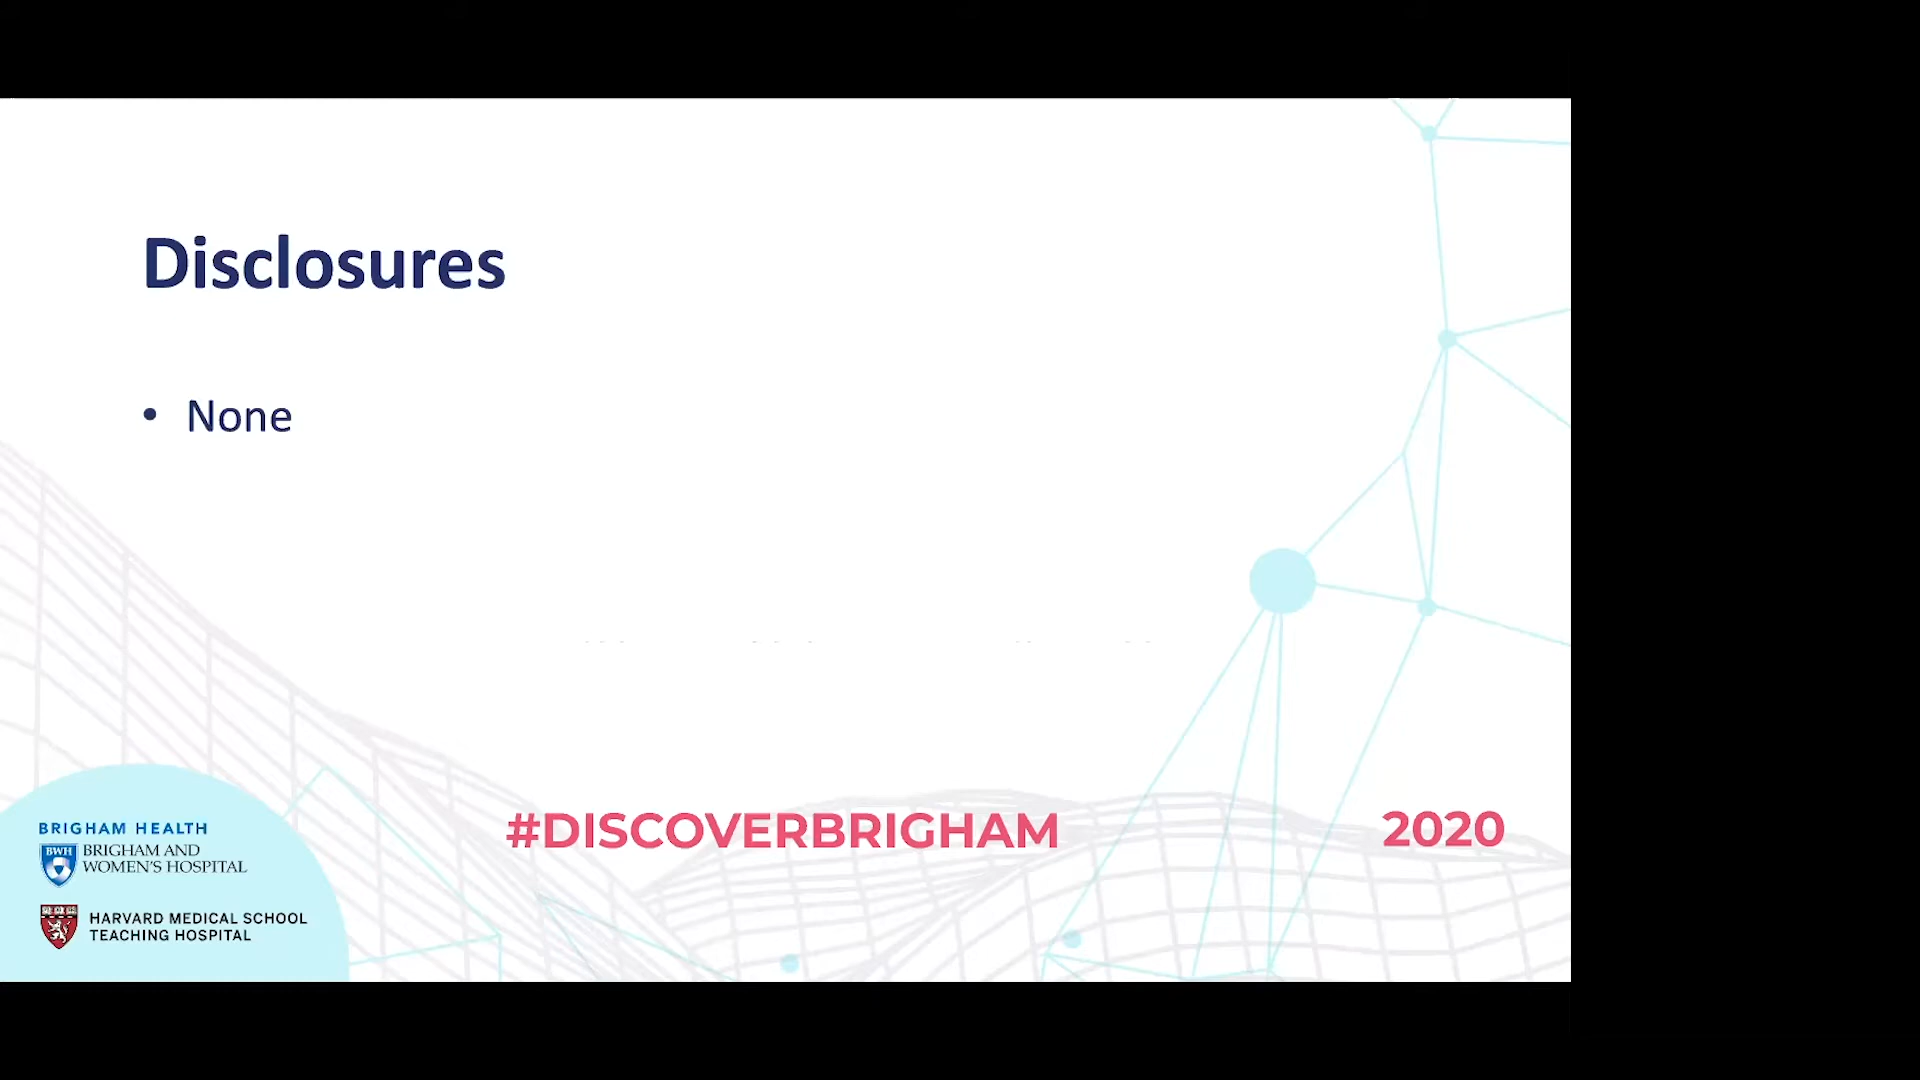 Disclosures
• None
#DISCOVERBRIGHAM
2020
BRIGHAM HEALTH
BWH
BRIGHAM AND
WOMEN'S HOSPITAL
HARVARD MEDICAL SCHOOL
TEACHING HOSPITAL